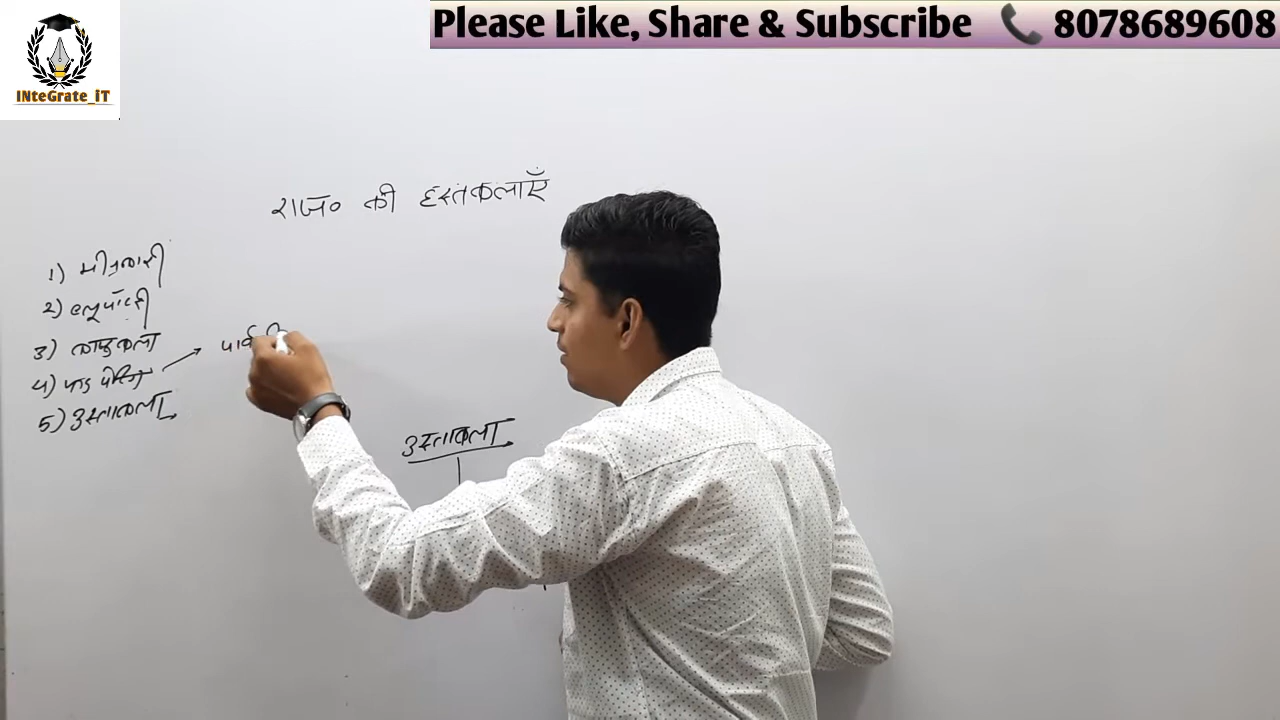 Please Like, Share & Subscribe 📞 8078689608
INteGrate_iT
राज० की हस्तकलाएँ
1) मीनाकारी
2) ब्लू पॉटरी
3) काष्ठकला
4) फड़ पेंटिंग → पार्व
5) उस्ताकला
उस्ताकला